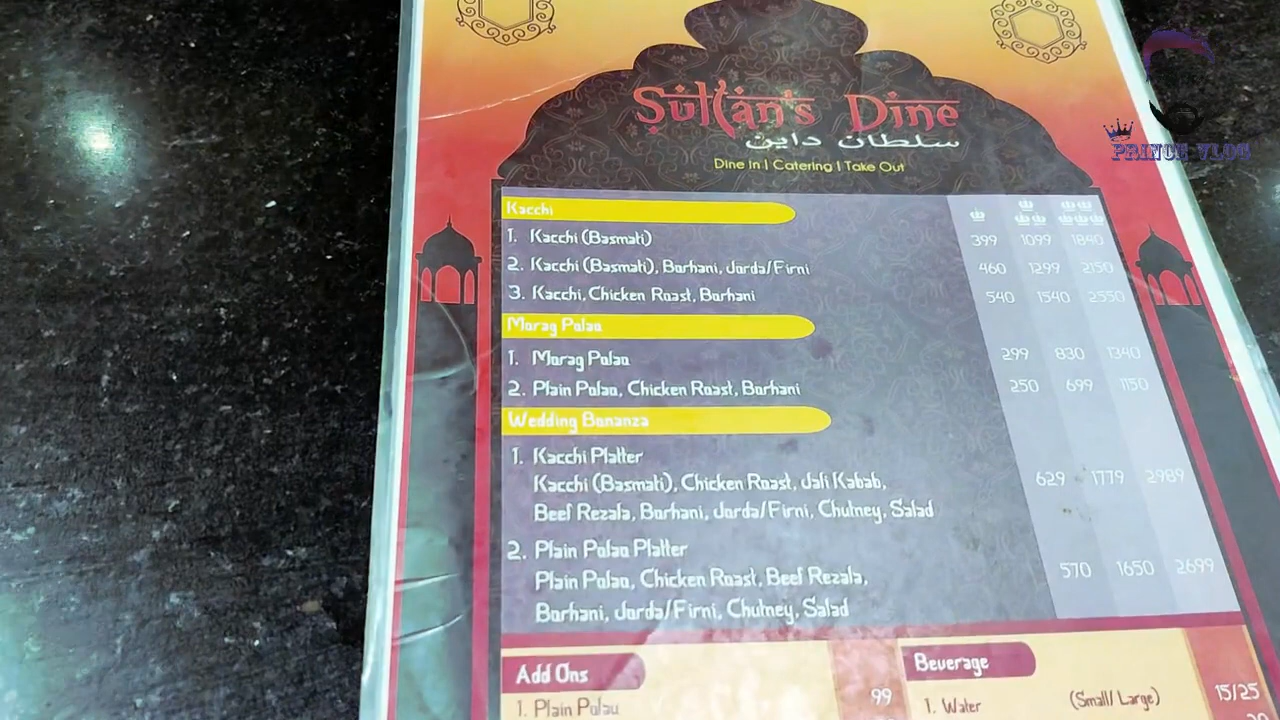 Sultan's Dine
سلطان داين
Dine In | Catering | Take Out
PRINCE VLOG
Kacchi
1. Kacchi (Basmati) 399 1099 1840
2. Kacchi (Basmati), Borhani, Jorda/Firni 460 1299 2150
3. Kacchi, Chicken Roast, Borhani 540 1540 2550
Morag Polao
1. Morag Polao 299 830 1340
2. Plain Polao, Chicken Roast, Borhani 250 699 1150
Wedding Bonanza
1. Kacchi Platter
Kacchi (Basmati), Chicken Roast, Jali Kabab, 629 1779 2989
Beef Rezala, Borhani, Jorda/Firni, Chutney, Salad
2. Plain Polao Platter
Plain Polao, Chicken Roast, Beef Rezala, 570 1650 2699
Borhani, Jorda/Firni, Chutney, Salad
Add Ons
1. Plain Polau 99
Beverage
1. Water (Small/ Large) 15/25